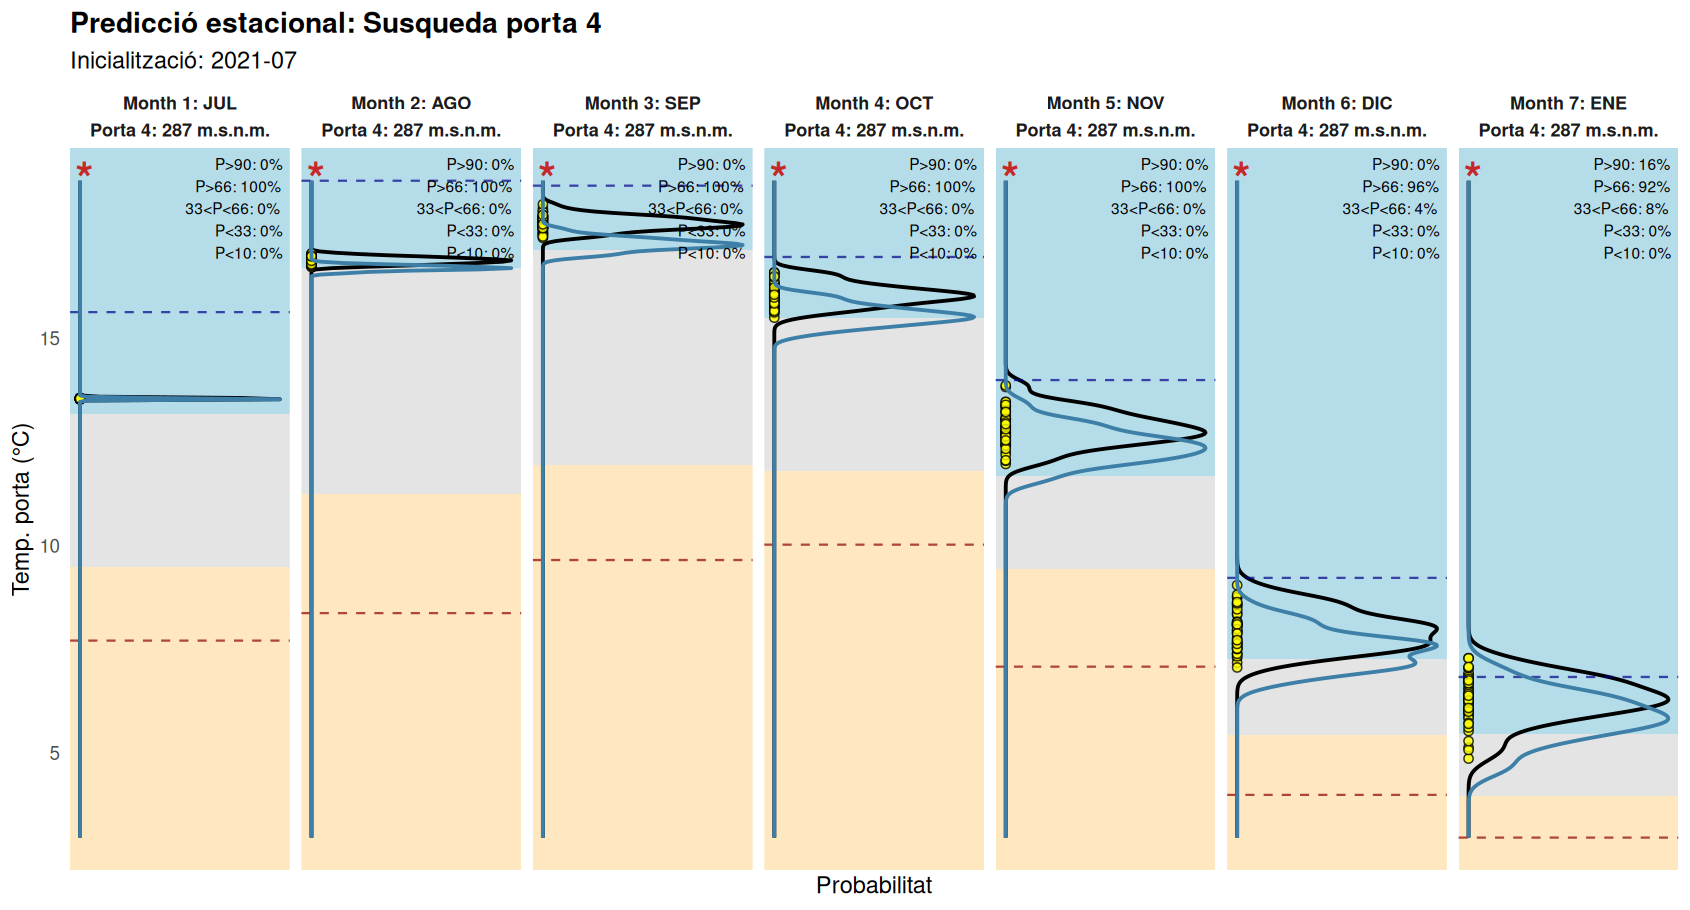 Predicció estacional: Susqueda porta 4
Inicialització: 2021-07
Month 1: JUL
Porta 4: 287 m.s.n.m.
Month 2: AGO
Porta 4: 287 m.s.n.m.
Month 3: SEP
Porta 4: 287 m.s.n.m.
Month 4: OCT
Porta 4: 287 m.s.n.m.
Month 5: NOV
Porta 4: 287 m.s.n.m.
Month 6: DIC
Porta 4: 287 m.s.n.m.
Month 7: ENE
Porta 4: 287 m.s.n.m.
*
P>90: 0%
P>66: 100%
33<P<66: 0%
P<33: 0%
P<10: 0%
*
P>90: 0%
P>66: 100%
33<P<66: 0%
P<33: 0%
P<10: 0%
*
P>90: 0%
P>66: 100%
33<P<66: 0%
P<33: 0%
P<10: 0%
*
P>90: 0%
P>66: 100%
33<P<66: 0%
P<33: 0%
P<10: 0%
*
P>90: 0%
P>66: 100%
33<P<66: 0%
P<33: 0%
P<10: 0%
*
P>90: 0%
P>66: 96%
33<P<66: 4%
P<33: 0%
P<10: 0%
*
P>90: 16%
P>66: 92%
33<P<66: 8%
P<33: 0%
P<10: 0%
15
10
5
Temp. porta (°C)
Probabilitat